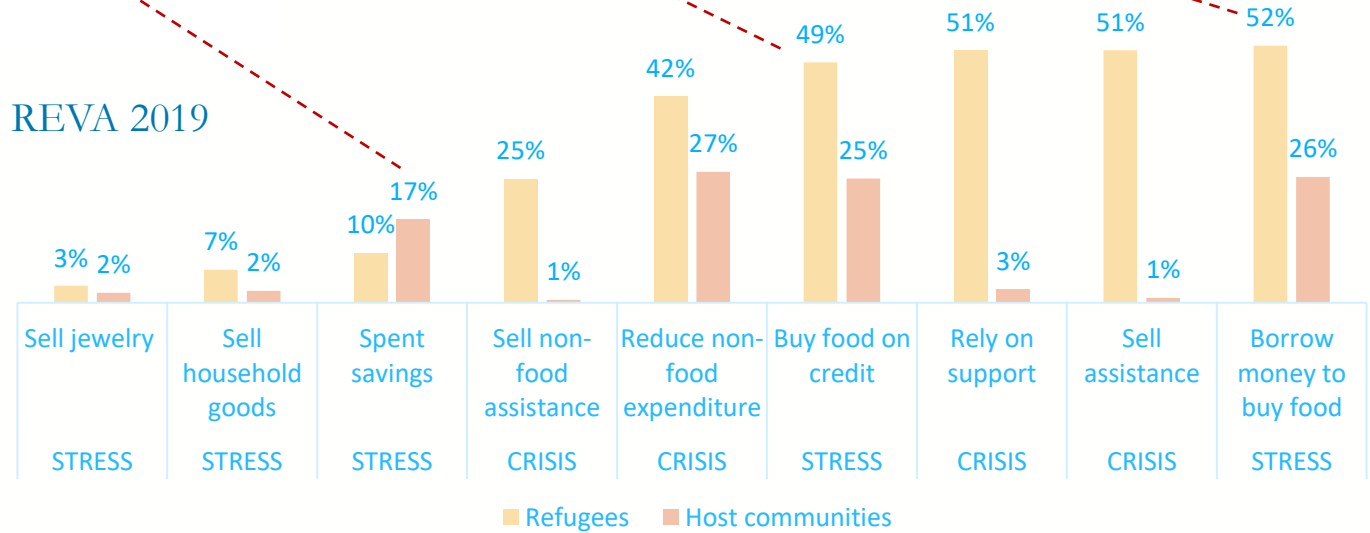 REVA 2019
3% 2% 7% 2% 10% 17% 25% 1% 42% 27% 49% 25% 51% 3% 51% 1% 52% 26%
Sell jewelry
Sell
household
goods
Spent
savings
Sell non-
food
assistance
Reduce non-
food
expenditure
Buy food on
credit
Rely on
support
Sell
assistance
Borrow
money to
buy food
STRESS STRESS STRESS CRISIS CRISIS STRESS CRISIS CRISIS STRESS
Refugees Host communities